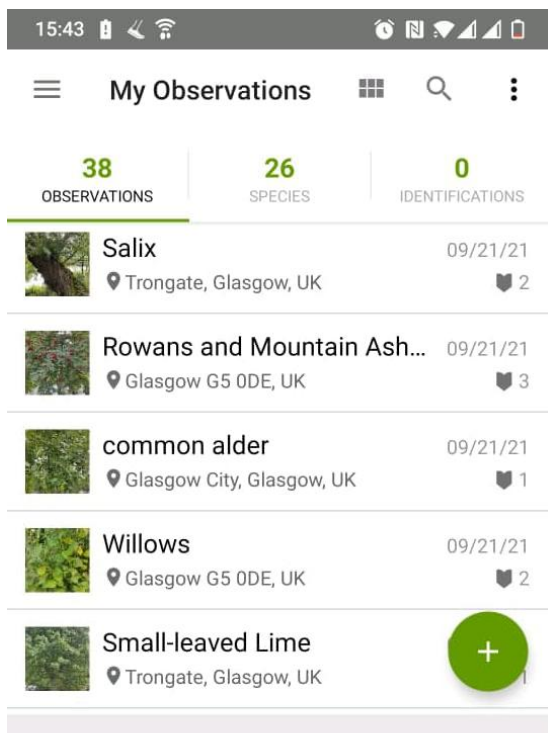 15:43
My Observations
38
OBSERVATIONS
26
SPECIES
0
IDENTIFICATIONS
Salix
09/21/21
Trongate, Glasgow, UK
2
Rowans and Mountain Ash...
09/21/21
Glasgow G5 0DE, UK
3
common alder
09/21/21
Glasgow City, Glasgow, UK
1
Willows
09/21/21
Glasgow G5 0DE, UK
2
Small-leaved Lime
Trongate, Glasgow, UK
1